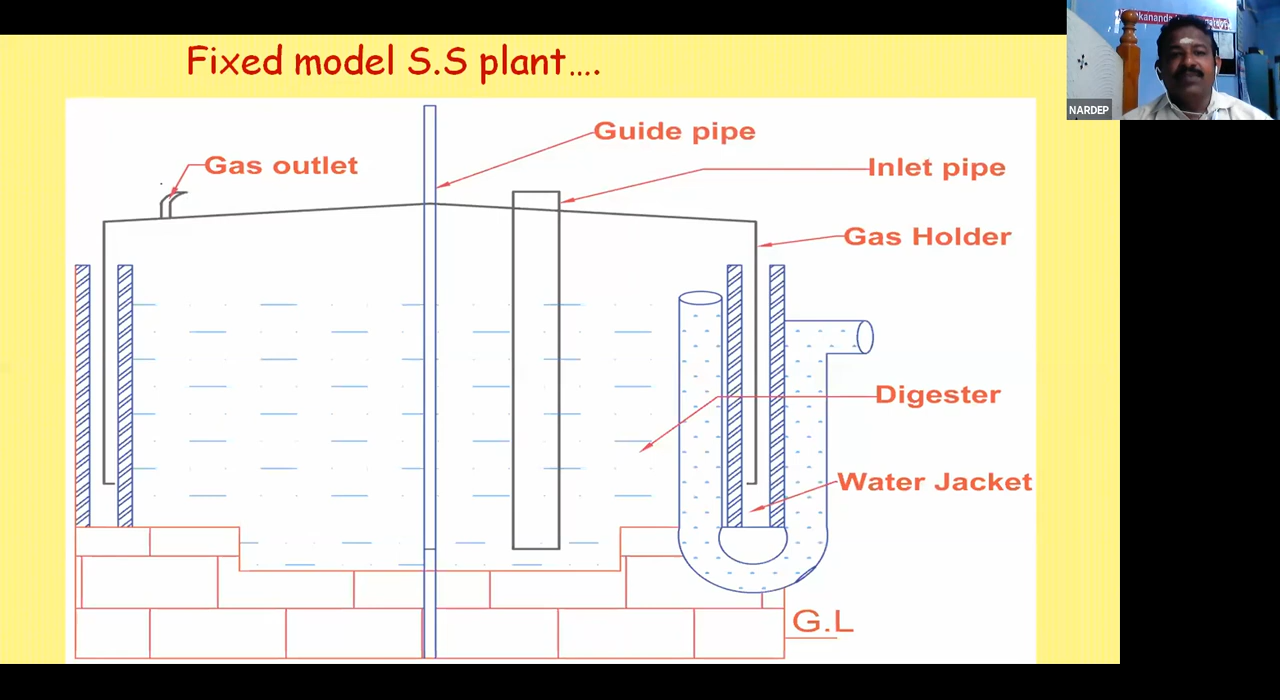 Fixed model S.S plant....
NARDEP
Guide pipe
Gas outlet
Inlet pipe
Gas Holder
Digester
Water Jacket
G.L